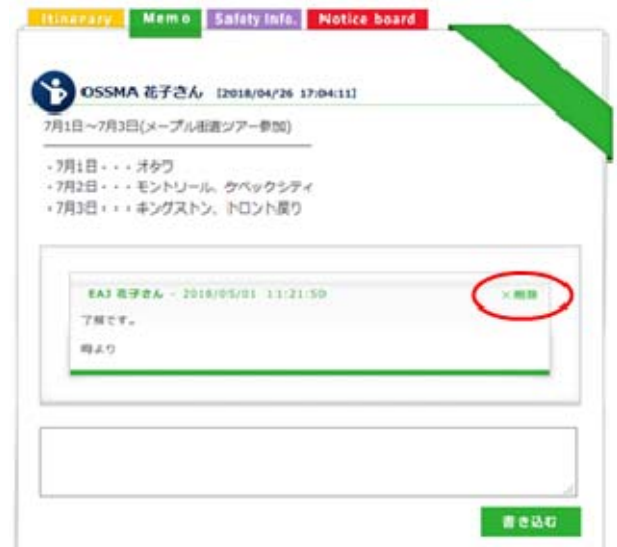 Itinerary Memo Safety Info. Notice board
OSSMA 花子さん [2018/04/26 17:04:11]
7月1日～7月3日(メープル街道ツアー参加)
・7月1日・・・オタワ
・7月2日・・・モントリール、ケベックシティ
・7月3日・・・キングストン、トロント戻り
EAJ 花子さん - 2018/05/01 11:21:50 ×削除
了解です。
母より
書き込む